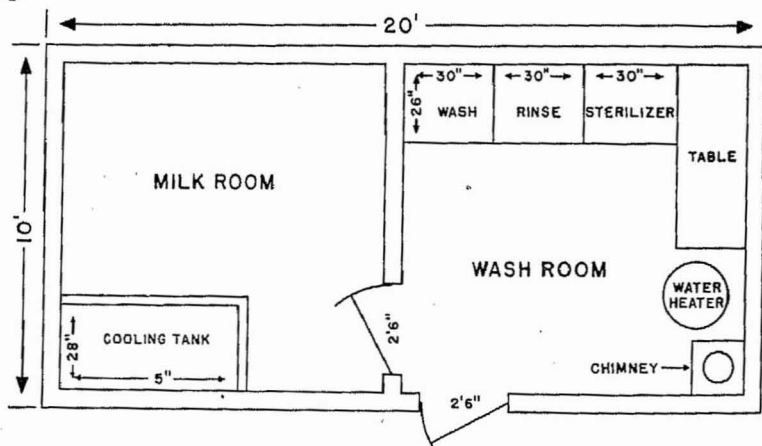 20'
10'
MILK ROOM
30"
30"
30"
26"
WASH
RINSE
STERILIZER
TABLE
WASH ROOM
WATER
HEATER
CHIMNEY
COOLING TANK
28"
5"
2'6"
2'6"